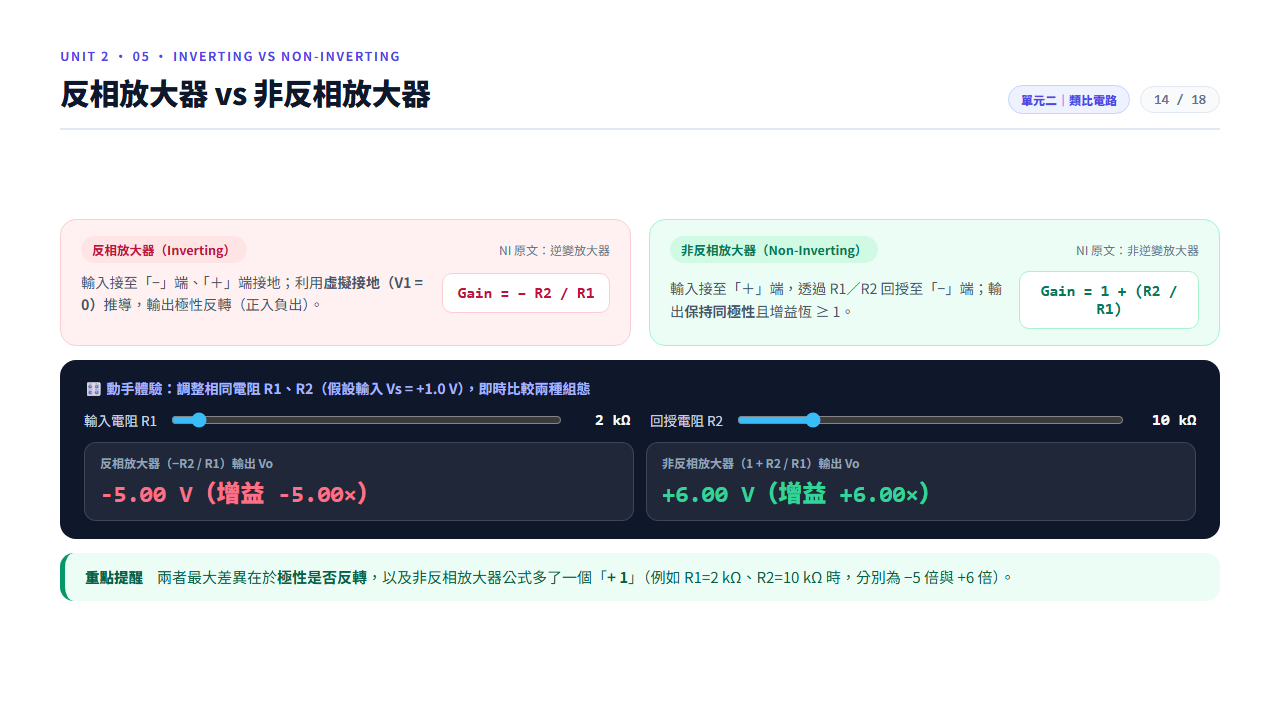 UNIT 2 • 05 • INVERTING VS NON-INVERTING
反相放大器 vs 非反相放大器
單元二｜類比電路
14 / 18
反相放大器（Inverting）
NI 原文：逆變放大器
輸入接至「−」端、「＋」端接地；利用虛擬接地（V1 =
0）推導，輸出極性反轉（正入負出）。
Gain = − R2 / R1
非反相放大器（Non-Inverting）
NI 原文：非逆變放大器
輸入接至「＋」端，透過 R1／R2 回授至「−」端；輸
出保持同極性且增益恆 ≥ 1。
Gain = 1 + (R2 /
R1)
🎛️ 動手體驗：調整相同電阻 R1、R2（假設輸入 Vs = +1.0 V），即時比較兩種組態
輸入電阻 R1
2 kΩ
回授電阻 R2
10 kΩ
反相放大器（−R2 / R1）輸出 Vo
-5.00 V（增益 -5.00×）
非反相放大器（1 + R2 / R1）輸出 Vo
+6.00 V（增益 +6.00×）
重點提醒　兩者最大差異在於極性是否反轉，以及非反相放大器公式多了一個「+ 1」（例如 R1=2 kΩ、R2=10 kΩ 時，分別為 −5 倍與 +6 倍）。